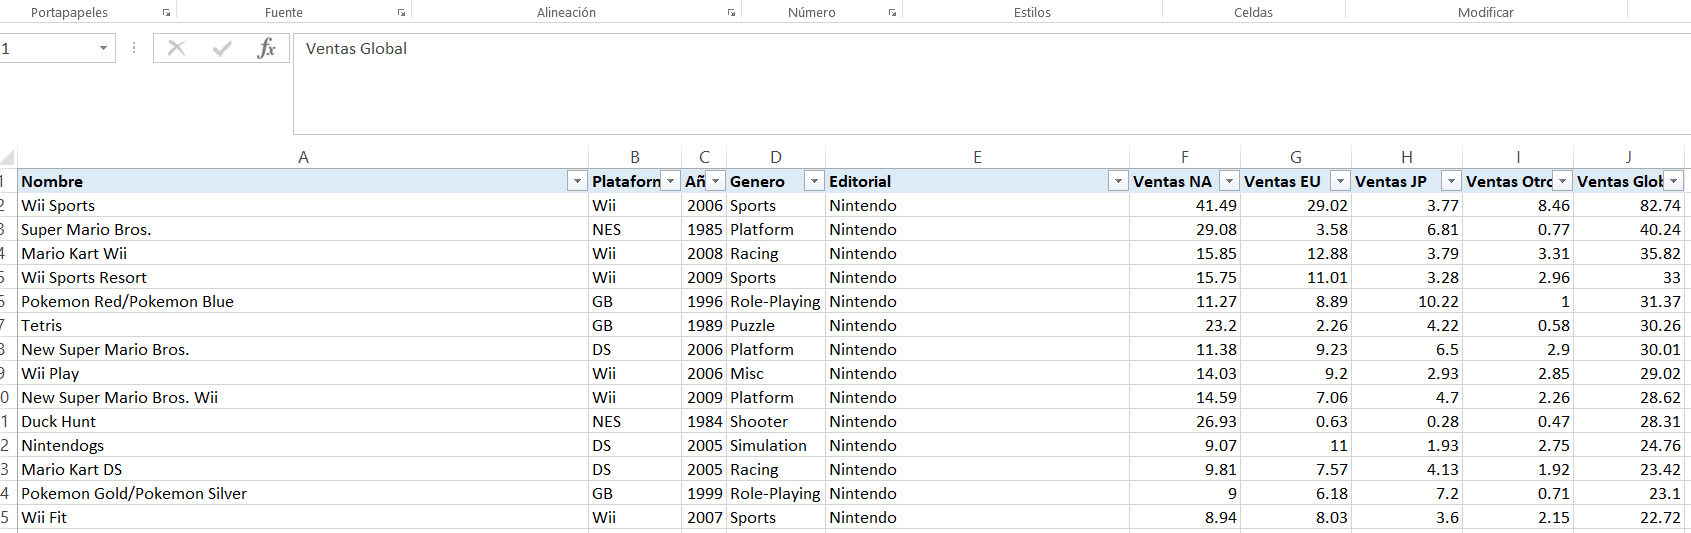 Portapapeles Fuente Alineación Número Estilos Celdas Modificar
1 fx Ventas Global
A B C D E F G H I J
1 Nombre Plataforn Añ Genero Editorial Ventas NA Ventas EU Ventas JP Ventas Otro Ventas Glob
2 Wii Sports Wii 2006 Sports Nintendo 41.49 29.02 3.77 8.46 82.74
3 Super Mario Bros. NES 1985 Platform Nintendo 29.08 3.58 6.81 0.77 40.24
4 Mario Kart Wii Wii 2008 Racing Nintendo 15.85 12.88 3.79 3.31 35.82
5 Wii Sports Resort Wii 2009 Sports Nintendo 15.75 11.01 3.28 2.96 33
6 Pokemon Red/Pokemon Blue GB 1996 Role-Playing Nintendo 11.27 8.89 10.22 1 31.37
7 Tetris GB 1989 Puzzle Nintendo 23.2 2.26 4.22 0.58 30.26
8 New Super Mario Bros. DS 2006 Platform Nintendo 11.38 9.23 6.5 2.9 30.01
9 Wii Play Wii 2006 Misc Nintendo 14.03 9.2 2.93 2.85 29.02
0 New Super Mario Bros. Wii Wii 2009 Platform Nintendo 14.59 7.06 4.7 2.26 28.62
1 Duck Hunt NES 1984 Shooter Nintendo 26.93 0.63 0.28 0.47 28.31
2 Nintendogs DS 2005 Simulation Nintendo 9.07 11 1.93 2.75 24.76
3 Mario Kart DS DS 2005 Racing Nintendo 9.81 7.57 4.13 1.92 23.42
4 Pokemon Gold/Pokemon Silver GB 1999 Role-Playing Nintendo 9 6.18 7.2 0.71 23.1
5 Wii Fit Wii 2007 Sports Nintendo 8.94 8.03 3.6 2.15 22.72